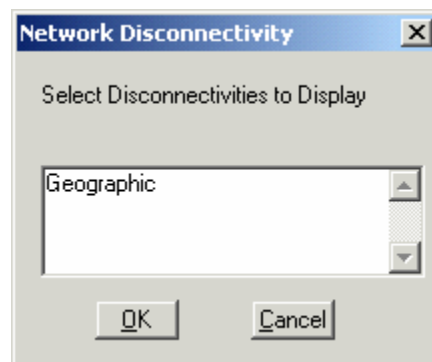 Network Disconnectivity
Select Disconnectivities to Display
Geographic
OK
Cancel